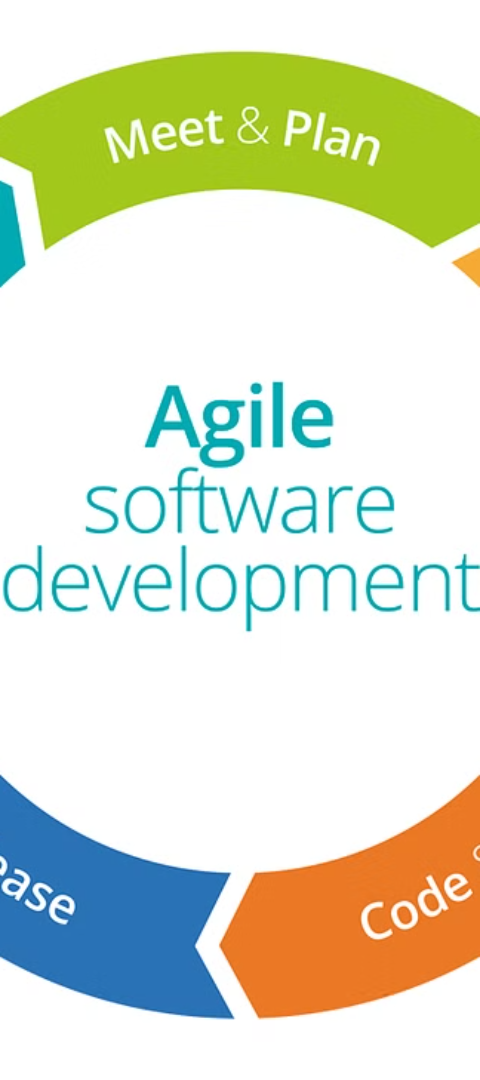 Meet & Plan
Agile
software
development
Code